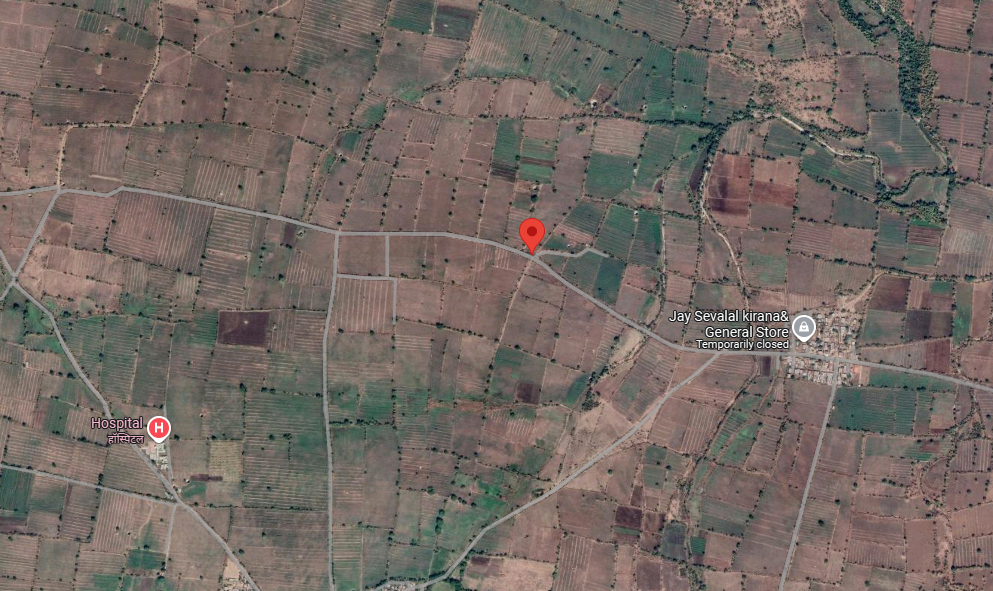 Jay Sevalal kirana&
General Store
Temporarily closed
Hospital
हॉस्पिटल
H